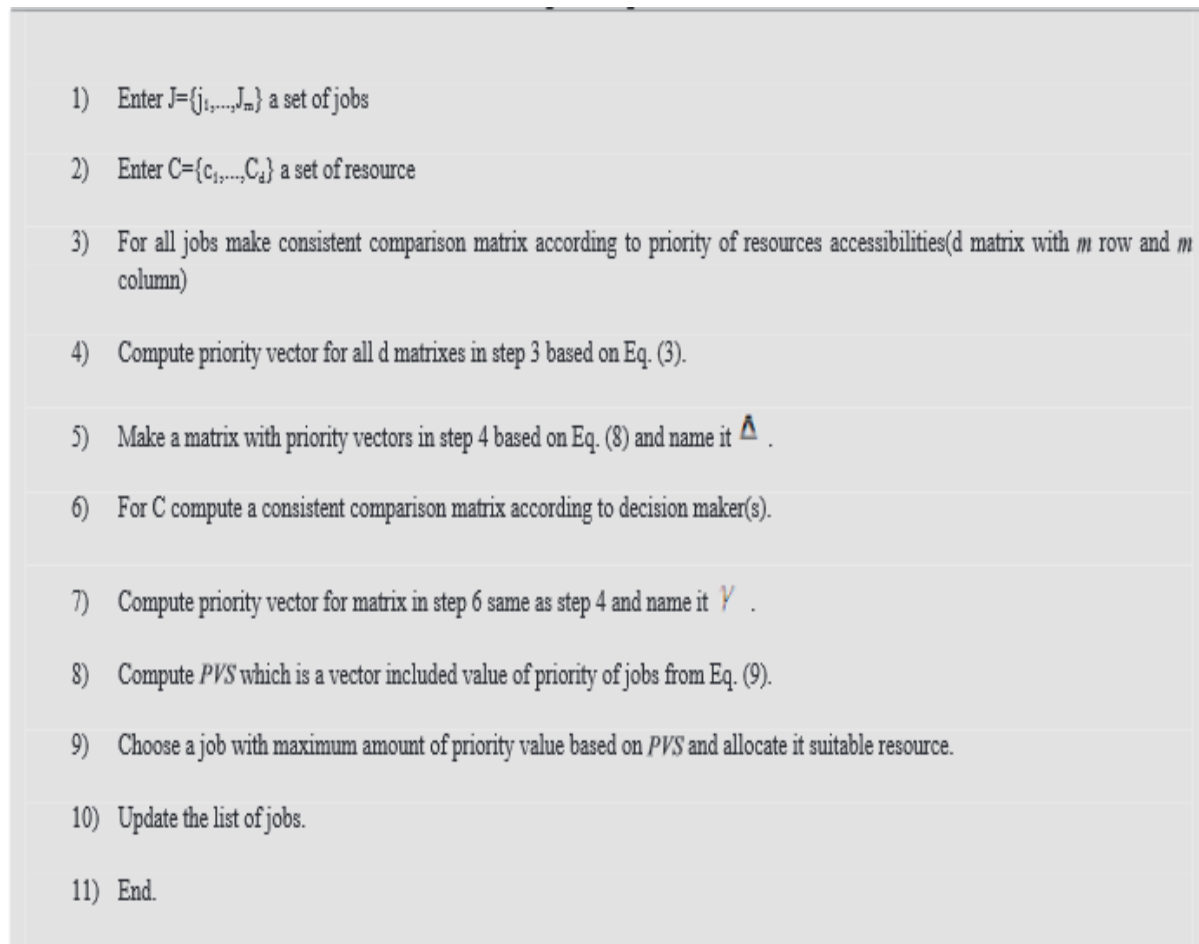 1) Enter J={j₁,...,Jₘ} a set of jobs
2) Enter C={c₁,...,C_d} a set of resource
3) For all jobs make consistent comparison matrix according to priority of resources accessibilities(d matrix with m row and m
column)
4) Compute priority vector for all d matrixes in step 3 based on Eq. (3).
5) Make a matrix with priority vectors in step 4 based on Eq. (8) and name it Δ .
6) For C compute a consistent comparison matrix according to decision maker(s).
7) Compute priority vector for matrix in step 6 same as step 4 and name it γ .
8) Compute PVS which is a vector included value of priority of jobs from Eq. (9).
9) Choose a job with maximum amount of priority value based on PVS and allocate it suitable resource.
10) Update the list of jobs.
11) End.